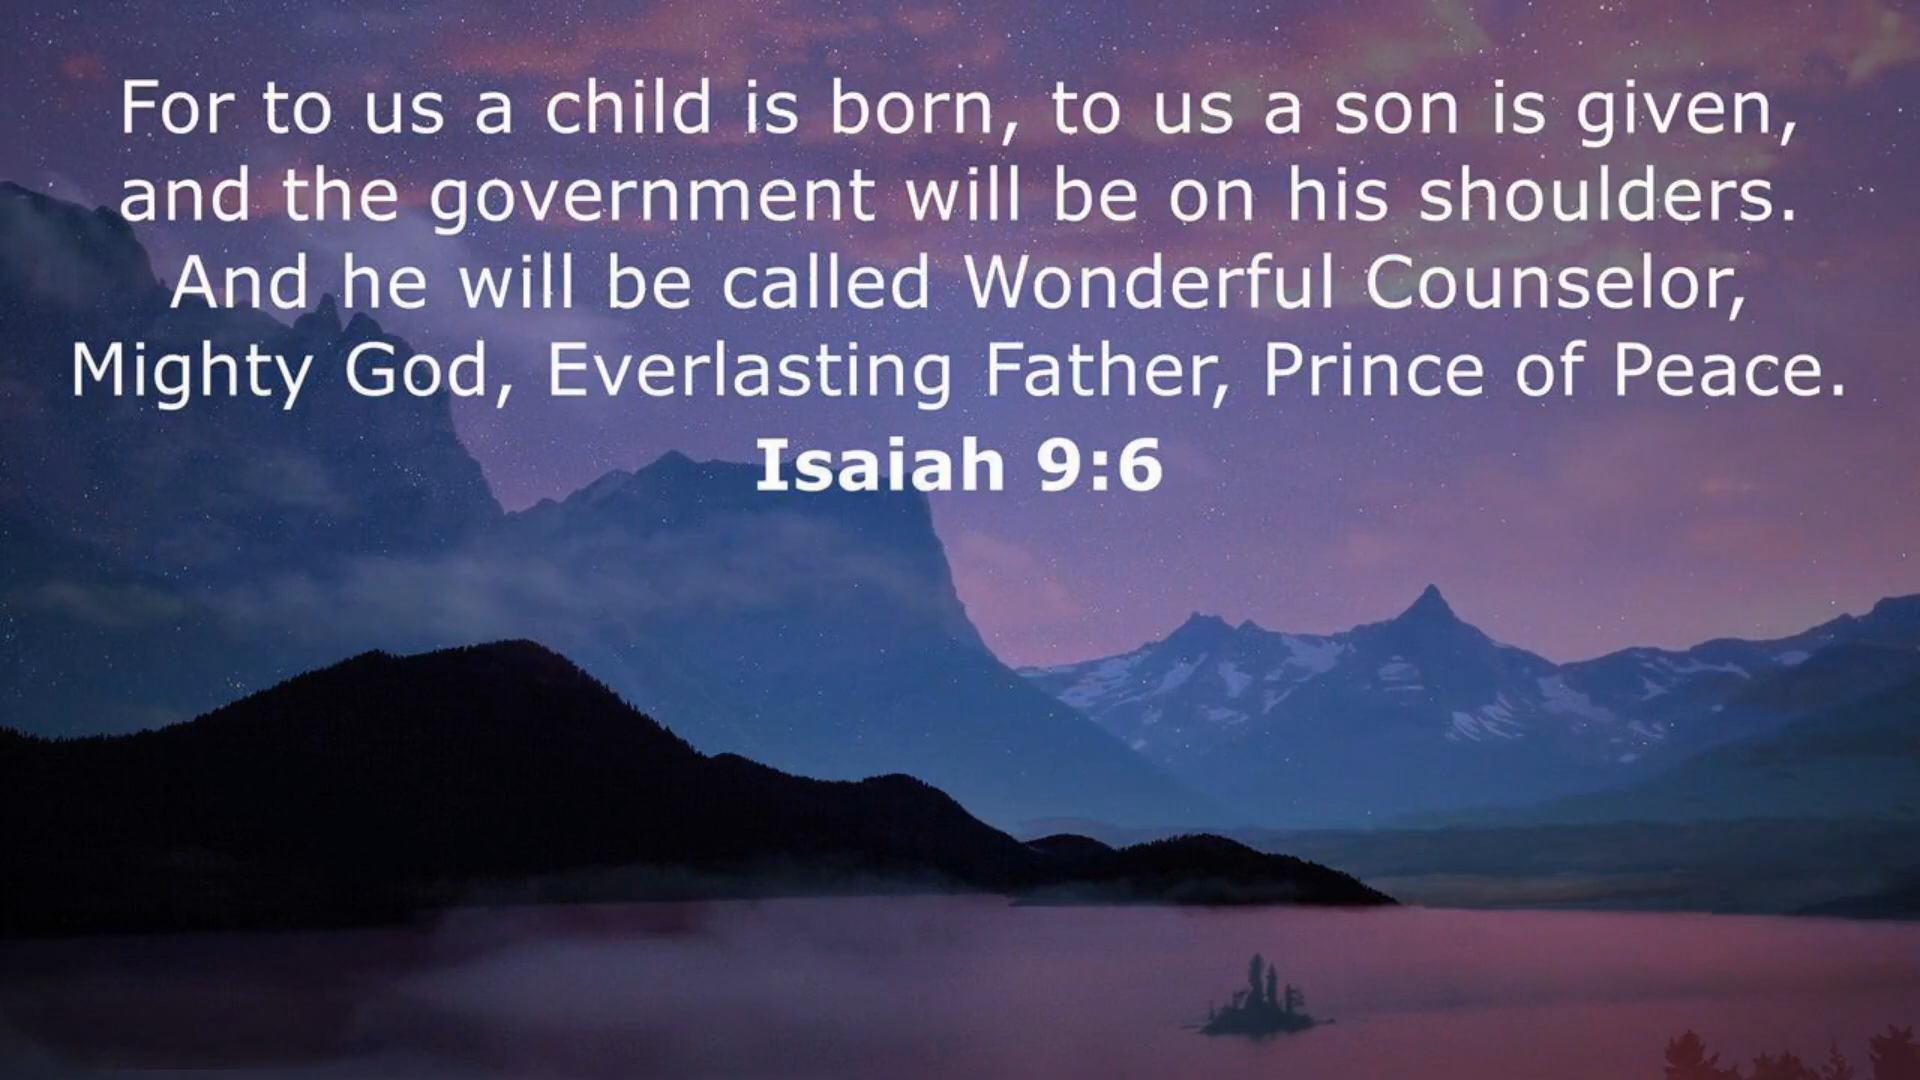 For to us a child is born, to us a son is given,
and the government will be on his shoulders.
And he will be called Wonderful Counselor,
Mighty God, Everlasting Father, Prince of Peace.
Isaiah 9:6